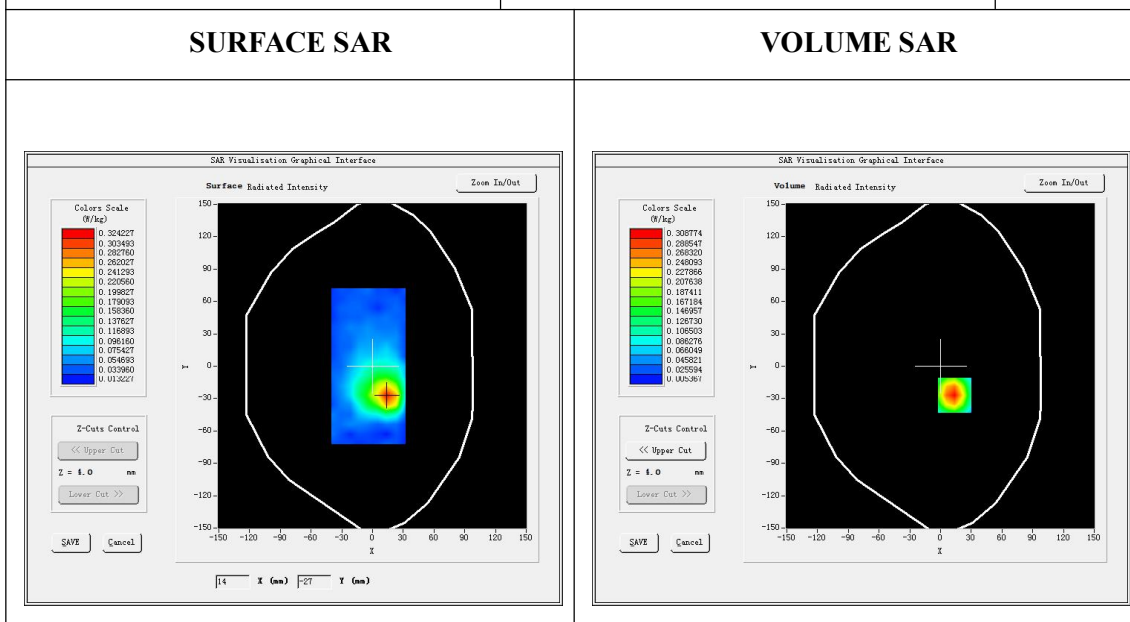 SURFACE SAR
VOLUME SAR
SAR Visualisation Graphical Interface
Surface Radiated Intensity
Zoom In/Out
Colors Scale
(W/kg)
0.324227
0.303493
0.282760
0.262027
0.241293
0.220560
0.199827
0.179093
0.158360
0.137627
0.116893
0.096160
0.075427
0.054693
0.033960
0.013227
Z-Cuts Control
<< Upper Cut
Z = 4.0 mm
Lower Cut >>
SAVE
Cancel
150
120
90
60
30
0
-30
-60
-90
-120
-150
Y
-150 -120 -90 -60 -30 0 30 60 90 120 150
X
14 X (mm) -27 Y (mm)
SAR Visualisation Graphical Interface
Volume Radiated Intensity
Zoom In/Out
Colors Scale
(W/kg)
0.308774
0.288547
0.268320
0.248093
0.227866
0.207638
0.187411
0.167184
0.146957
0.126730
0.106503
0.086276
0.066049
0.045821
0.025594
0.005367
Z-Cuts Control
<< Upper Cut
Z = 4.0 mm
Lower Cut >>
SAVE
Cancel
150
120
90
60
30
0
-30
-60
-90
-120
-150
Y
-150 -120 -90 -60 -30 0 30 60 90 120 150
X